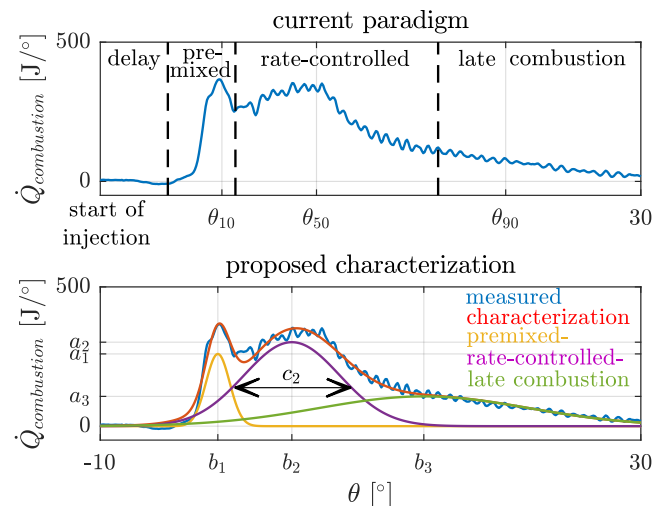 current paradigm
500
delay
pre-
mixed
rate-controlled
late combustion
Q̇combustion [J/°]
0
start of
injection
θ10
θ50
θ90
30
proposed characterization
500
measured
characterization
premixed-
rate-controlled-
late combustion
a2
a1
c2
a3
Q̇combustion [J/°]
0
-10
b1
b2
b3
30
θ [°]